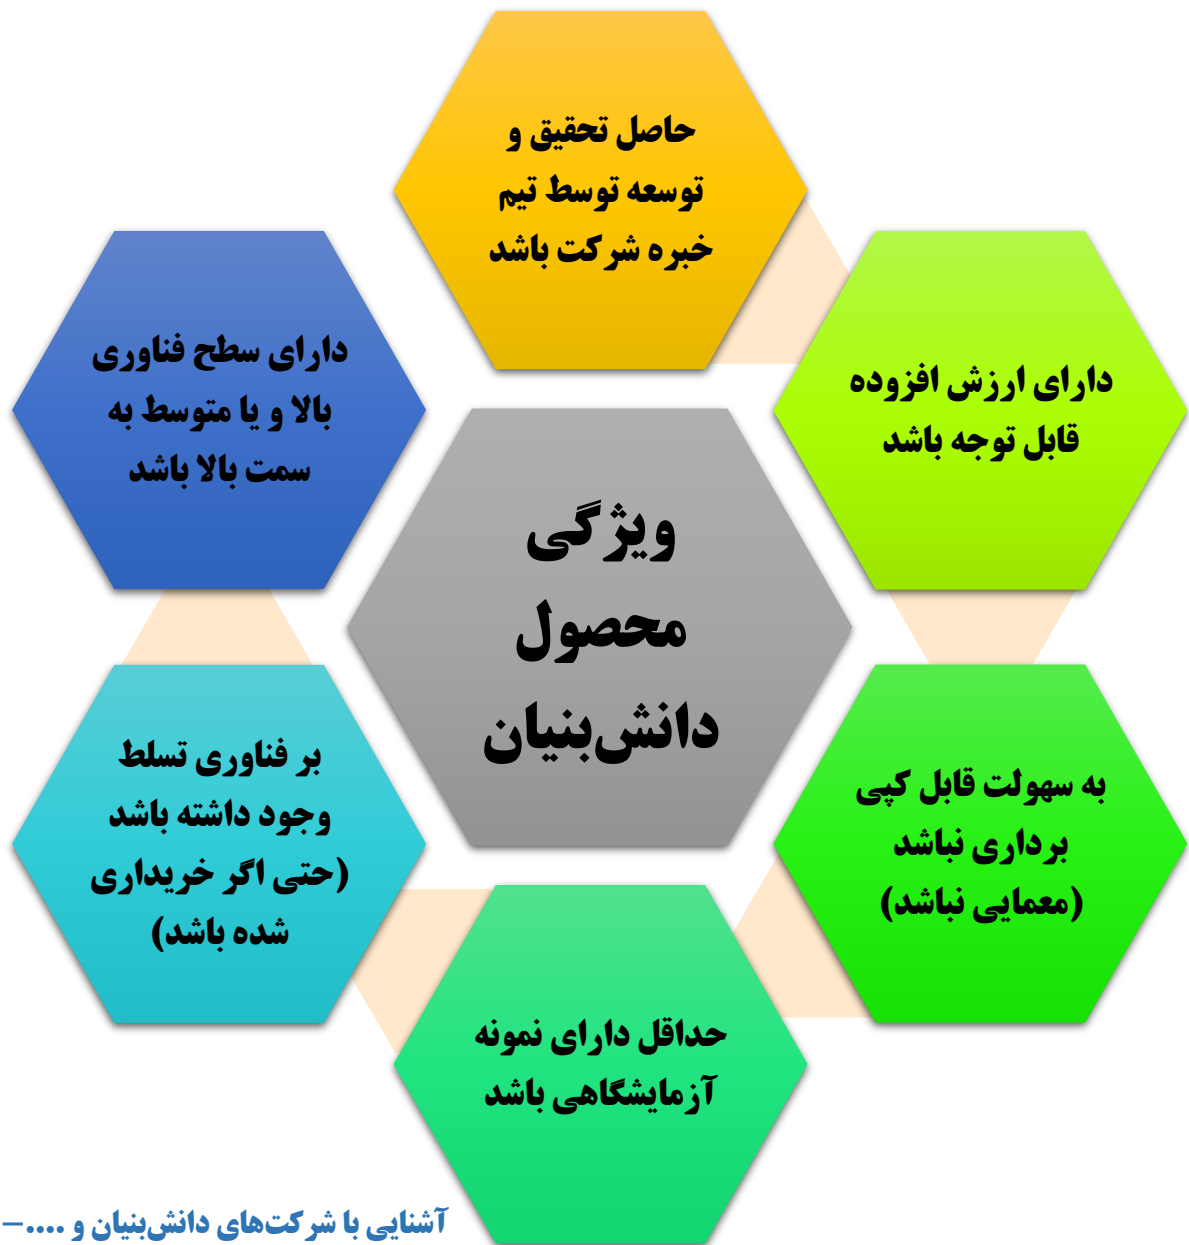 حاصل تحقیق و
توسعه توسط تیم
خبره شرکت باشد
دارای ارزش افزوده
قابل توجه باشد
به سهولت قابل کپی
برداری نباشد
(معمایی نباشد)
حداقل دارای نمونه
آزمایشگاهی باشد
بر فناوری تسلط
وجود داشته باشد
(حتی اگر خریداری
شده باشد)
دارای سطح فناوری
بالا و یا متوسط به
سمت بالا باشد
ویژگی
محصول
دانش‌بنیان
آشنایی با شرکت‌های دانش‌بنیان و ....–